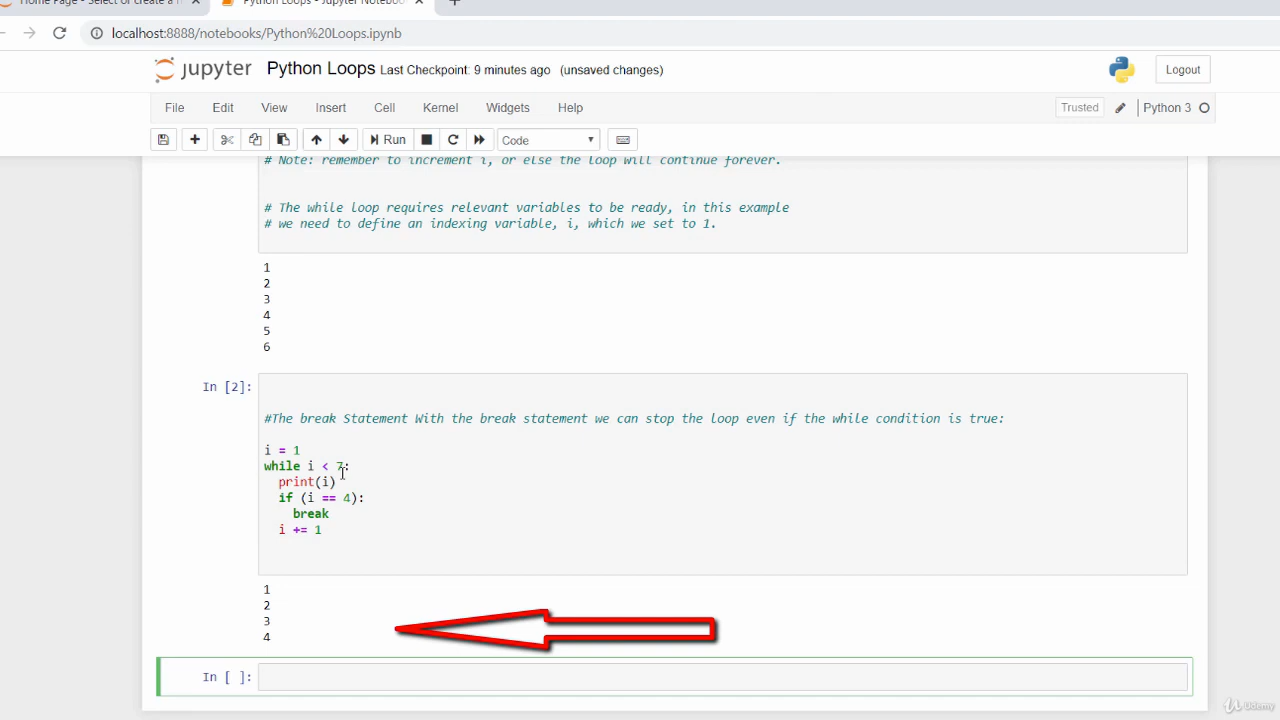 Home Page - Select or create a n
Python Loops - Jupyter Noteboo
localhost:8888/notebooks/Python%20Loops.ipynb
jupyter Python Loops Last Checkpoint: 9 minutes ago (unsaved changes) Logout
File Edit View Insert Cell Kernel Widgets Help Trusted Python 3
Run Code
# Note: remember to increment i, or else the loop will continue forever.
# The while loop requires relevant variables to be ready, in this example
# we need to define an indexing variable, i, which we set to 1.
1
2
3
4
5
6
In [2]:
#The break Statement With the break statement we can stop the loop even if the while condition is true:
i = 1
while i < 7:
print(i)
if (i == 4):
break
i += 1
1
2
3
4
In [ ]:
Udemy